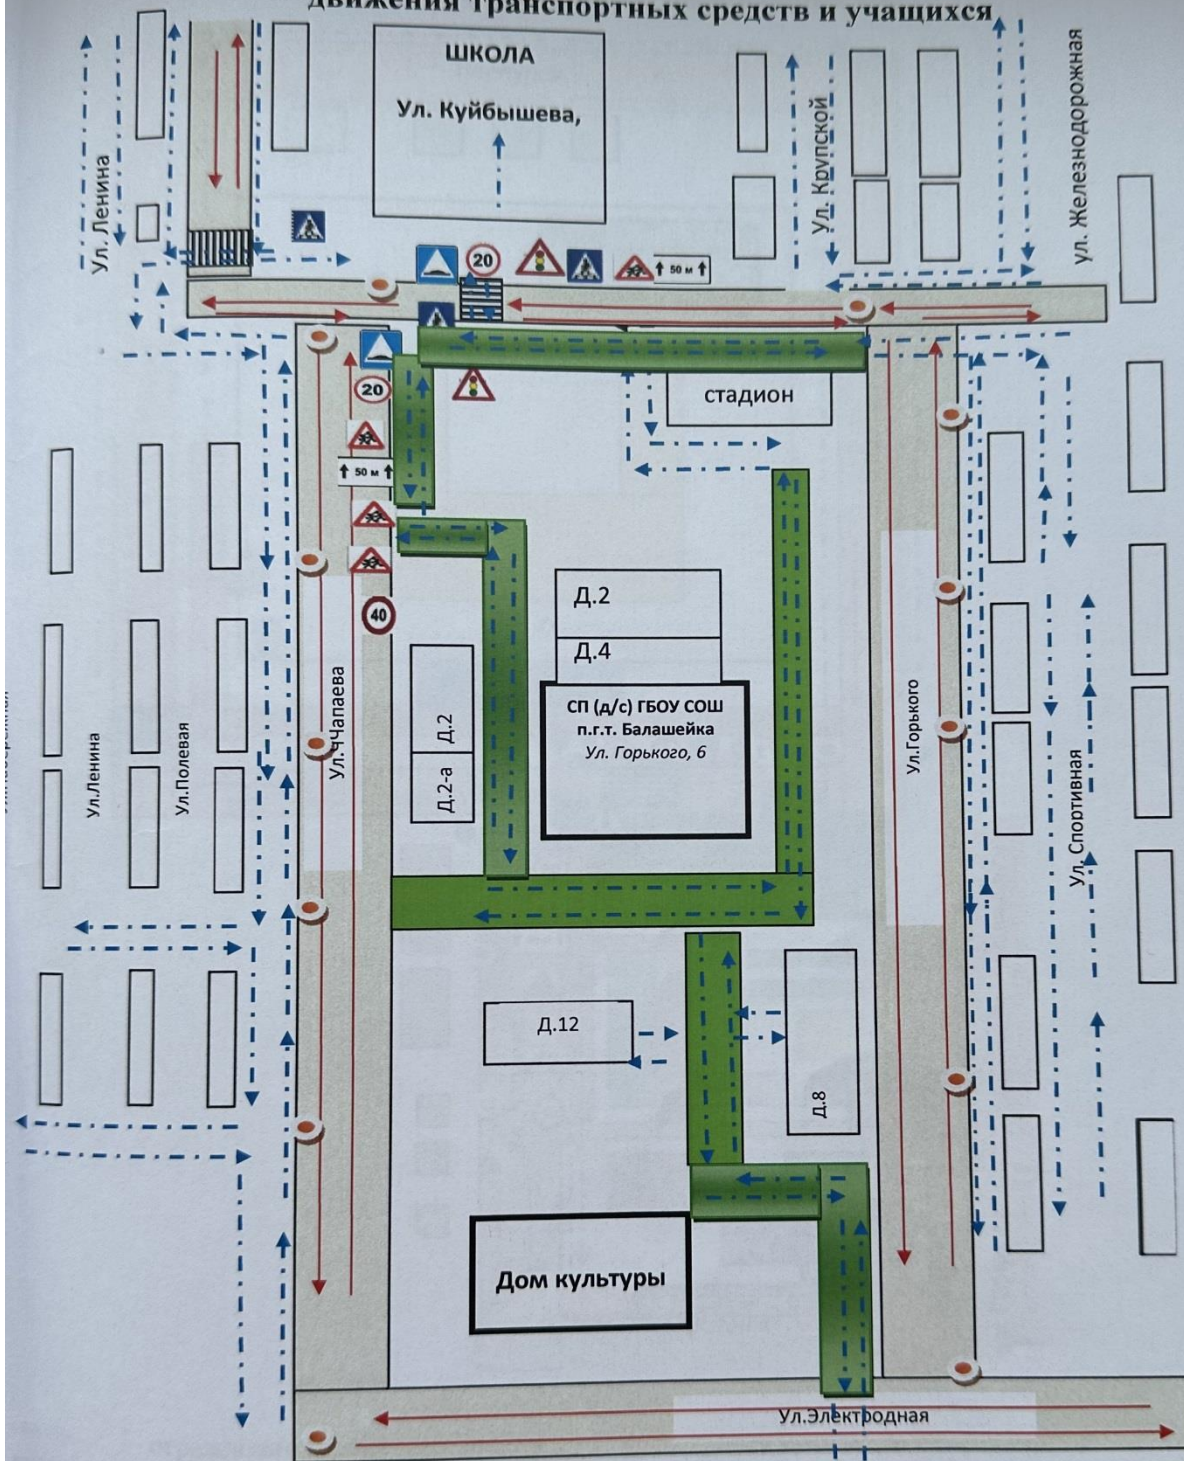 движения транспортных средств и учащихся
ШКОЛА
Ул. Куйбышева,
Ул. Ленина
Ул. Крупской
ул. Железнодорожная
20
50 м
СТАДИОН
20
50 м
40
Д.2
Д.4
СП (д/с) ГБОУ СОШ
п.г.т. Балашейка
Ул. Горького, 6
Д.2
Д.2-а
Ул.Ленина
Ул.Полевая
Ул.Чапаева
Ул.Горького
Ул. Спортивная
Д.12
Д.8
Дом культуры
Ул.Электродная